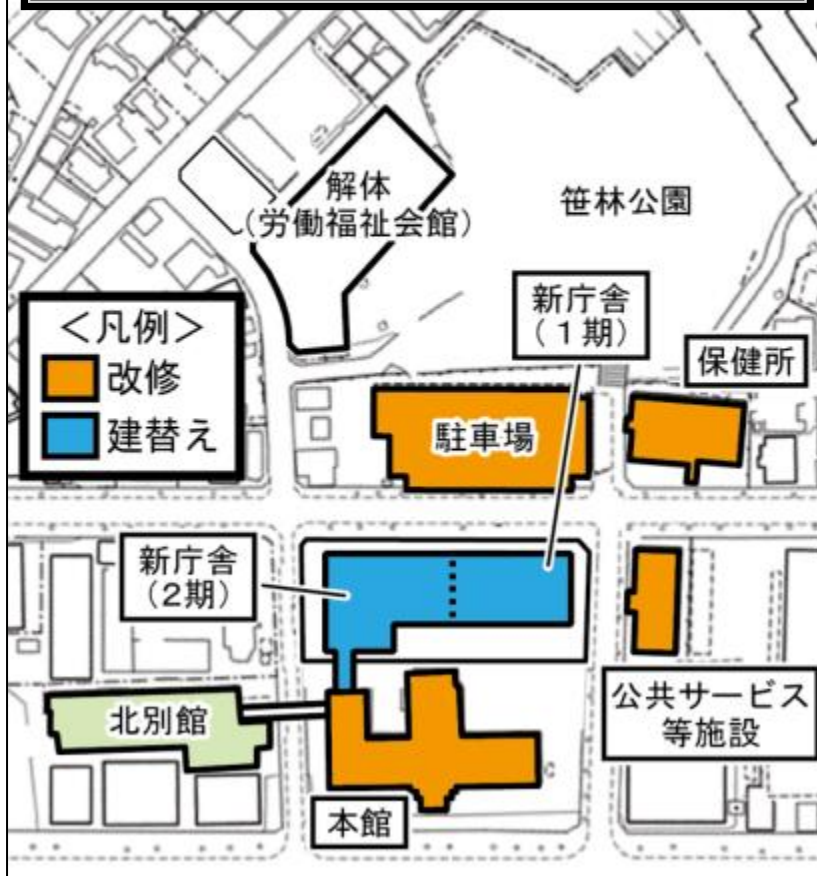 解体
（労働福祉会館）
笹林公園
新庁舎
（１期）
保健所
＜凡例＞
改修
建替え
駐車場
新庁舎
（２期）
北別館
公共サービス
等施設
本館